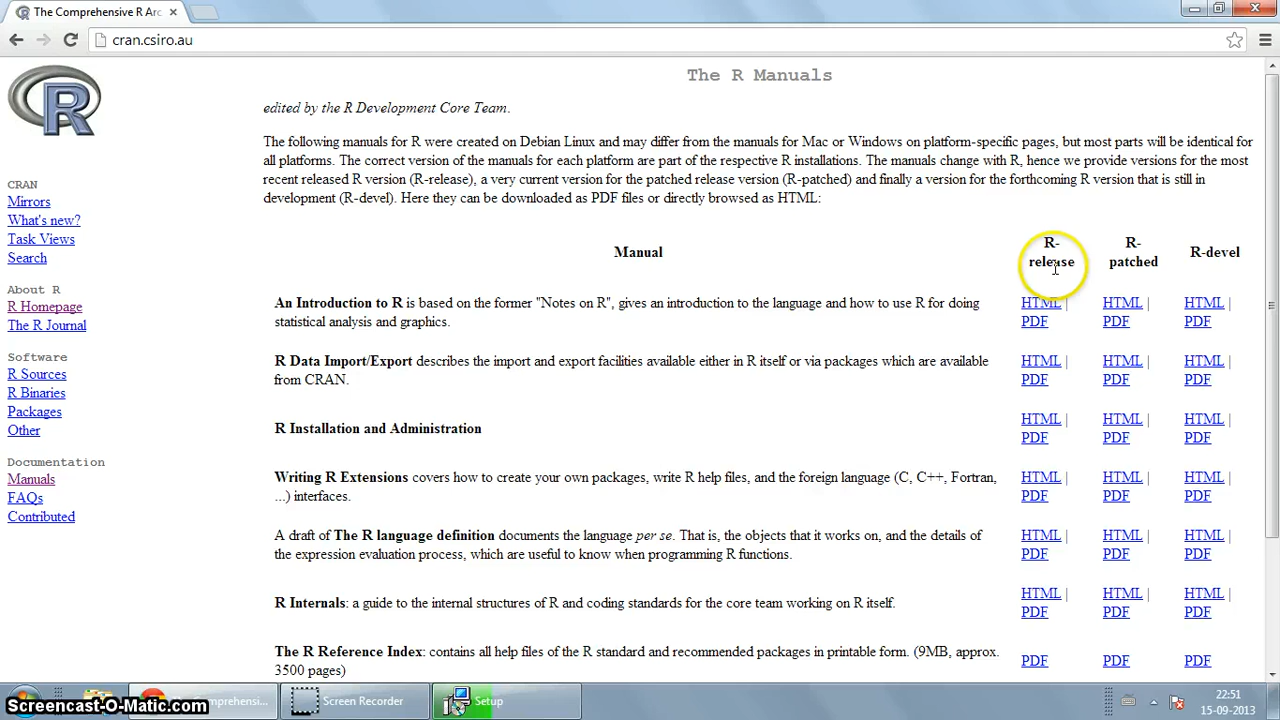 The Comprehensive R Arc
cran.csiro.au
R
CRAN
Mirrors
What's new?
Task Views
Search
About R
R Homepage
The R Journal
Software
R Sources
R Binaries
Packages
Other
Documentation
Manuals
FAQs
Contributed
The R Manuals
edited by the R Development Core Team.
The following manuals for R were created on Debian Linux and may differ from the manuals for Mac or Windows on platform-specific pages, but most parts will be identical for
all platforms. The correct version of the manuals for each platform are part of the respective R installations. The manuals change with R, hence we provide versions for the most
recent released R version (R-release), a very current version for the patched release version (R-patched) and finally a version for the forthcoming R version that is still in
development (R-devel). Here they can be downloaded as PDF files or directly browsed as HTML:
Manual R-release R-patched R-devel
An Introduction to R is based on the former "Notes on R", gives an introduction to the language and how to use R for doing HTML | HTML | HTML |
statistical analysis and graphics. PDF PDF PDF
R Data Import/Export describes the import and export facilities available either in R itself or via packages which are available HTML | HTML | HTML |
from CRAN. PDF PDF PDF
R Installation and Administration HTML | HTML | HTML |
PDF PDF PDF
Writing R Extensions covers how to create your own packages, write R help files, and the foreign language (C, C++, Fortran, HTML | HTML | HTML |
...) interfaces. PDF PDF PDF
A draft of The R language definition documents the language per se. That is, the objects that it works on, and the details of HTML | HTML | HTML |
the expression evaluation process, which are useful to know when programming R functions. PDF PDF PDF
R Internals: a guide to the internal structures of R and coding standards for the core team working on R itself. HTML | HTML | HTML |
PDF PDF PDF
The R Reference Index: contains all help files of the R standard and recommended packages in printable form. (9MB, approx. PDF PDF PDF
3500 pages)
Screencast-O-Matic.com
omprehensi...
Screen Recorder
Setup
22:51
15-09-2013